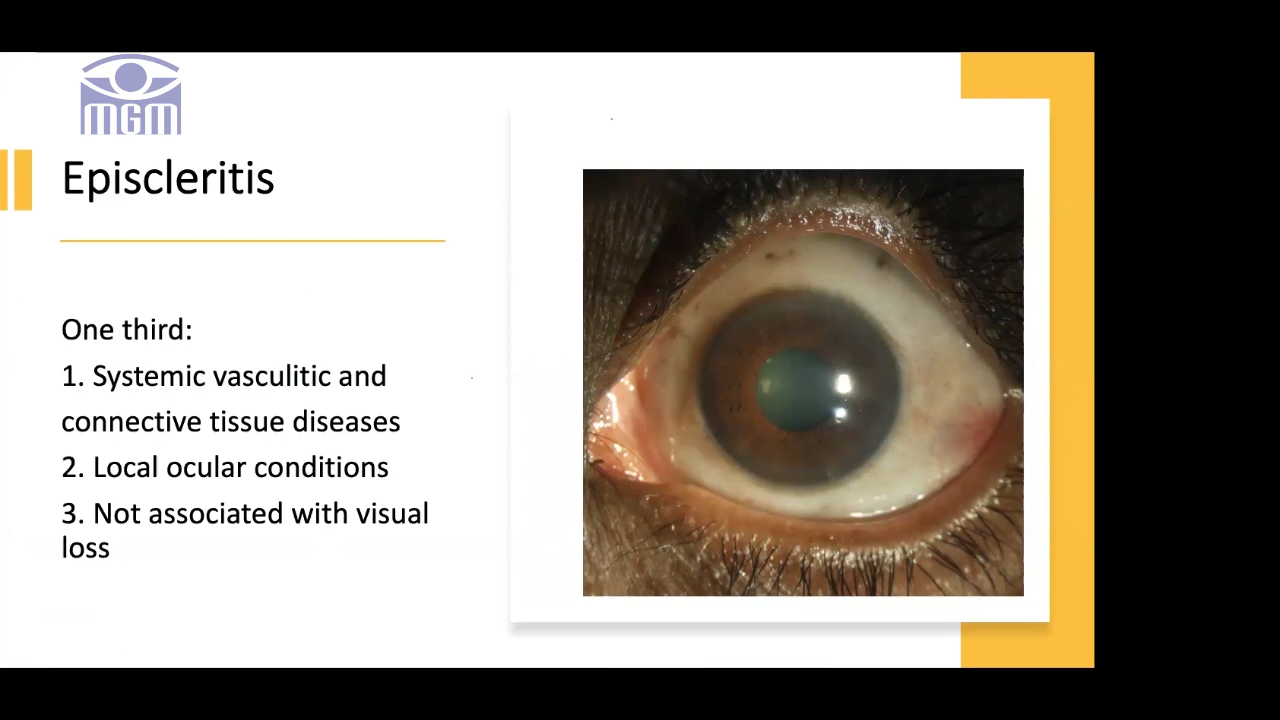 MGM
Episcleritis
One third:
1. Systemic vasculitic and
connective tissue diseases
2. Local ocular conditions
3. Not associated with visual
loss